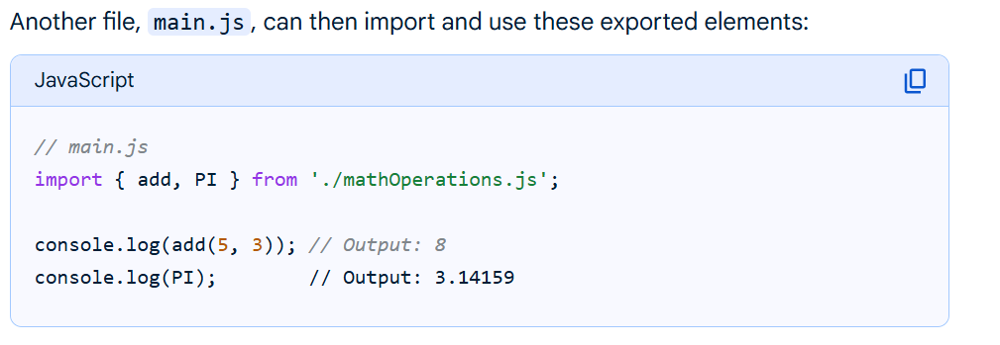 Another file, main.js, can then import and use these exported elements:
JavaScript
// main.js
import { add, PI } from './mathOperations.js';
console.log(add(5, 3)); // Output: 8
console.log(PI);        // Output: 3.14159